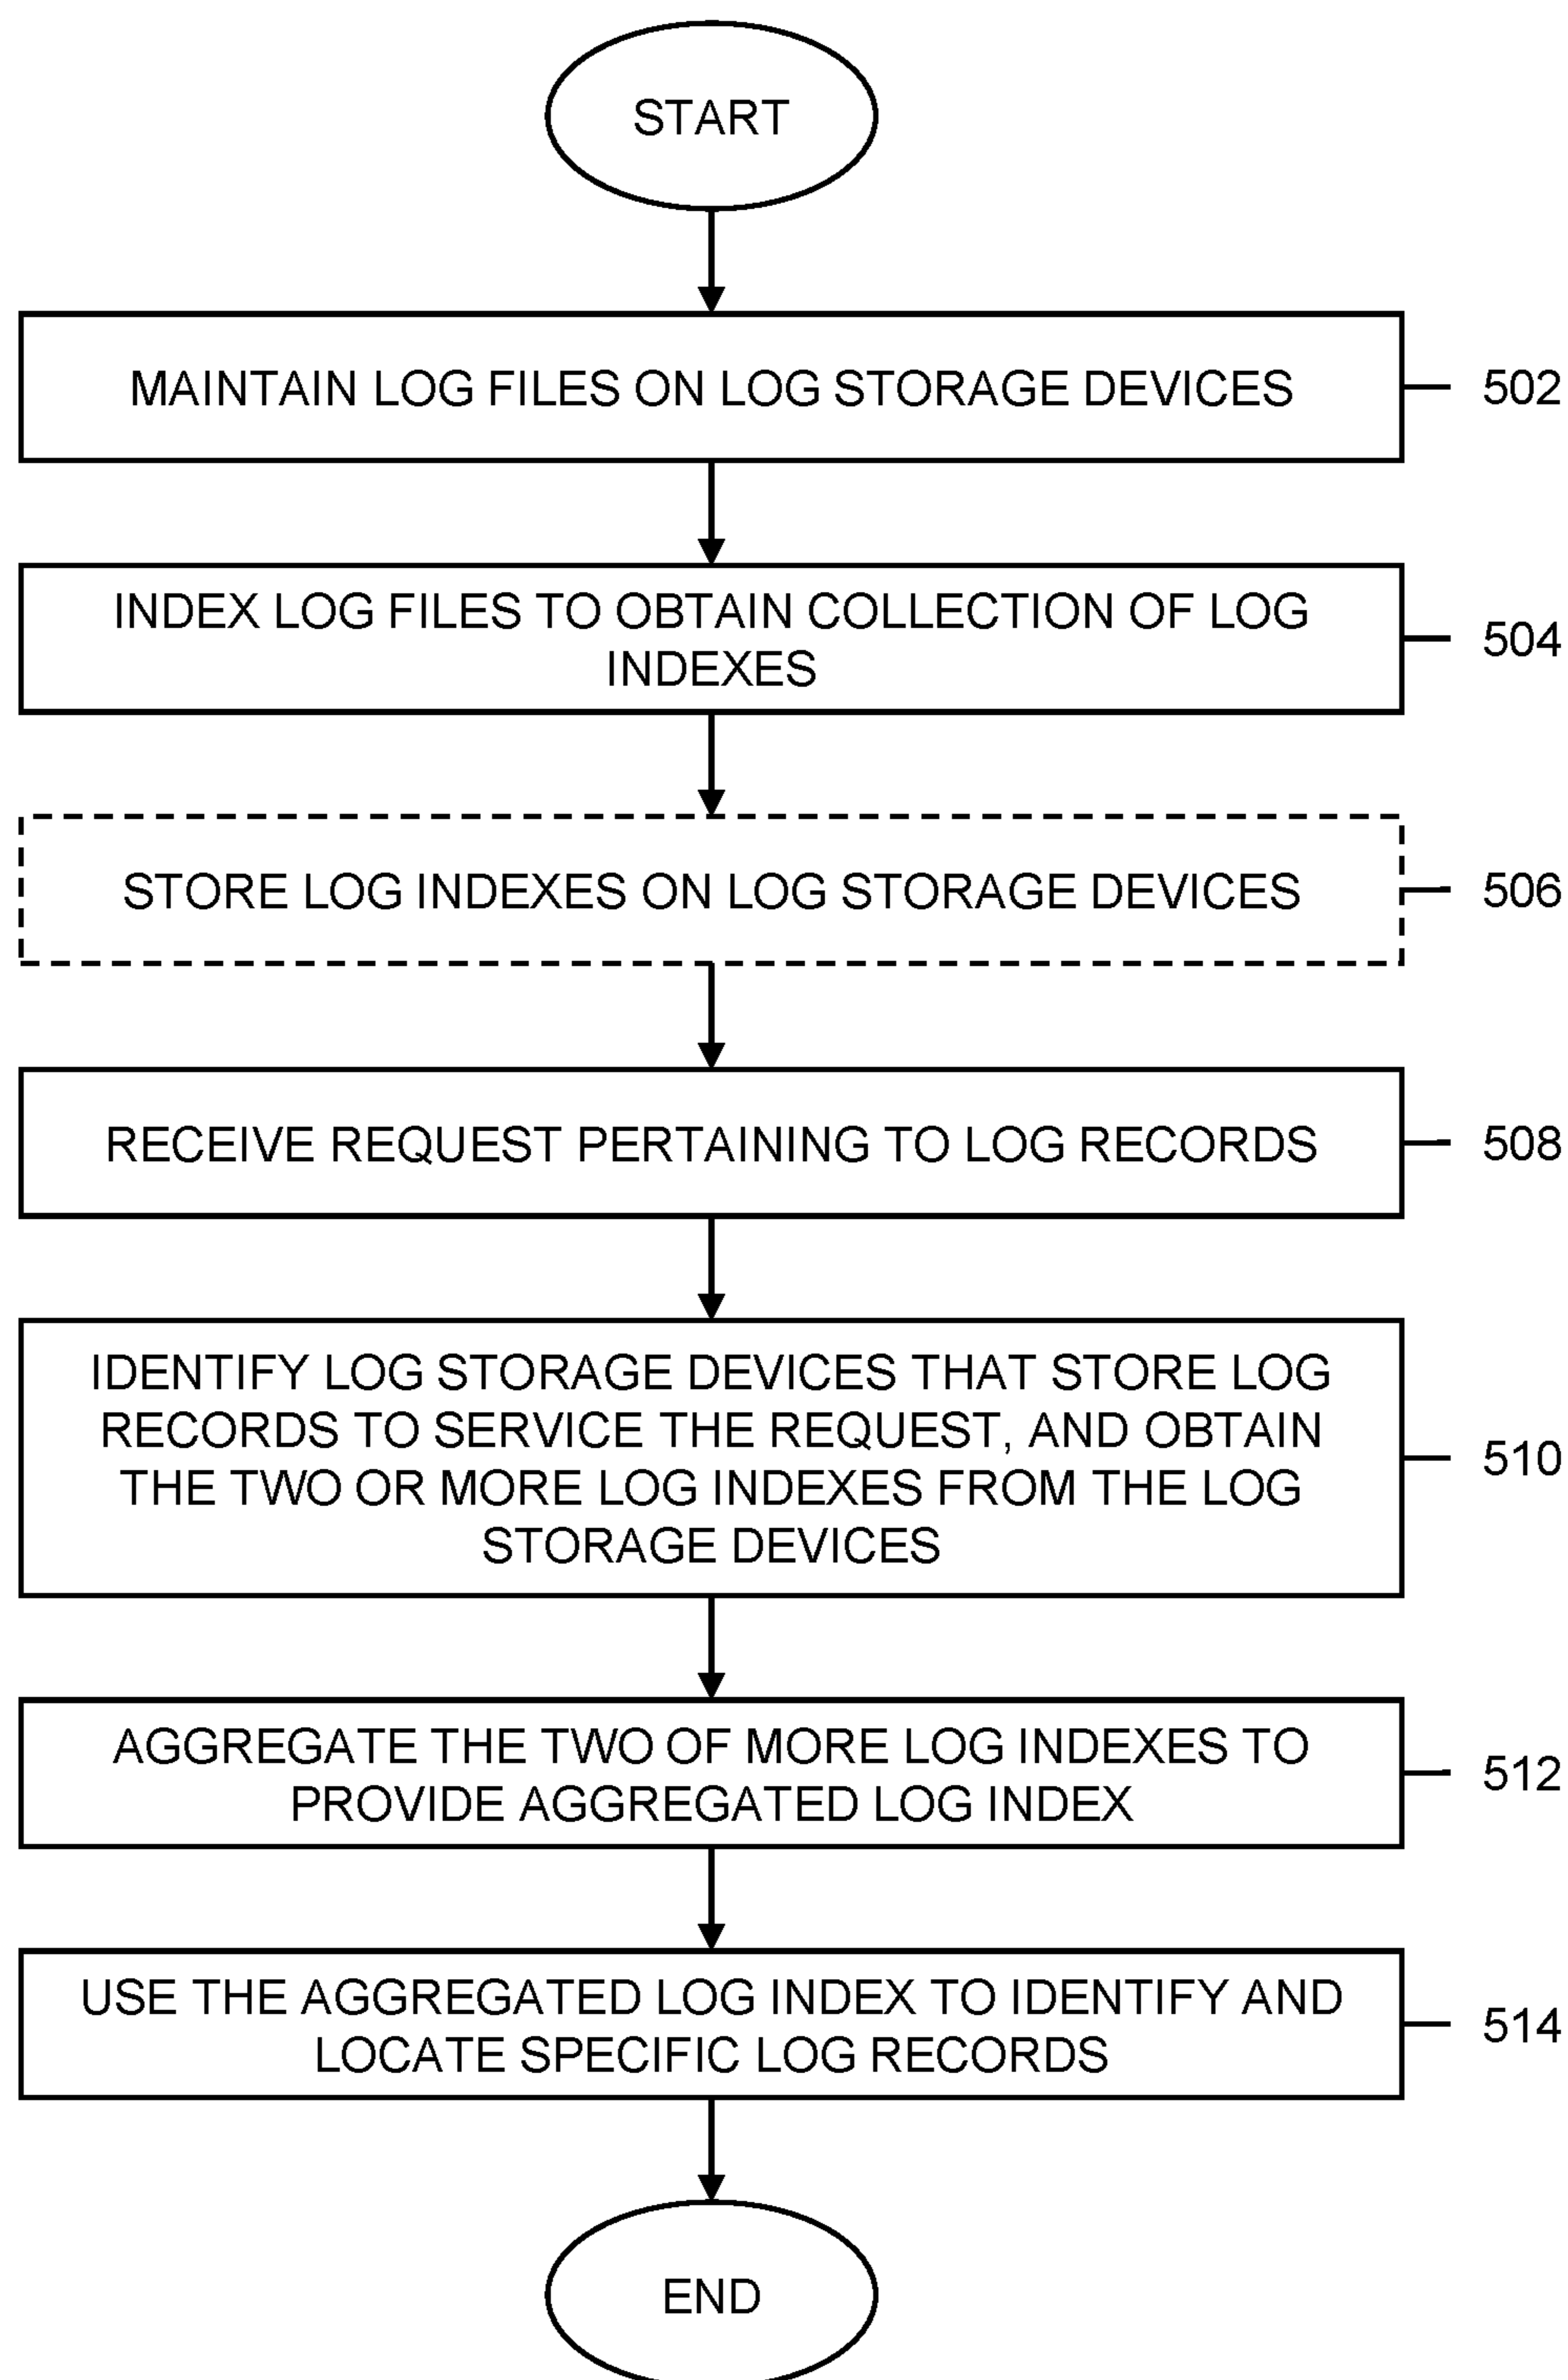 START
MAINTAIN LOG FILES ON LOG STORAGE DEVICES
502
INDEX LOG FILES TO OBTAIN COLLECTION OF LOG
INDEXES
504
STORE LOG INDEXES ON LOG STORAGE DEVICES
506
RECEIVE REQUEST PERTAINING TO LOG RECORDS
508
IDENTIFY LOG STORAGE DEVICES THAT STORE LOG
RECORDS TO SERVICE THE REQUEST, AND OBTAIN
THE TWO OR MORE LOG INDEXES FROM THE LOG
STORAGE DEVICES
510
AGGREGATE THE TWO OF MORE LOG INDEXES TO
PROVIDE AGGREGATED LOG INDEX
512
USE THE AGGREGATED LOG INDEX TO IDENTIFY AND
LOCATE SPECIFIC LOG RECORDS
514
END